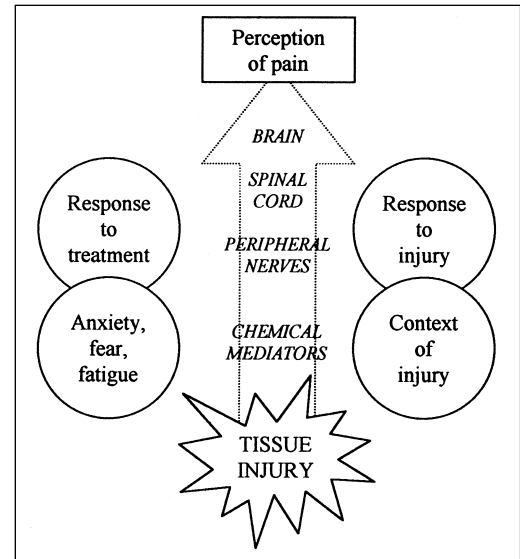 Perception
of pain
BRAIN
SPINAL
CORD
PERIPHERAL
NERVES
CHEMICAL
MEDIATORS
Response
to
treatment
Anxiety,
fear,
fatigue
Response
to
injury
Context
of
injury
TISSUE
INJURY